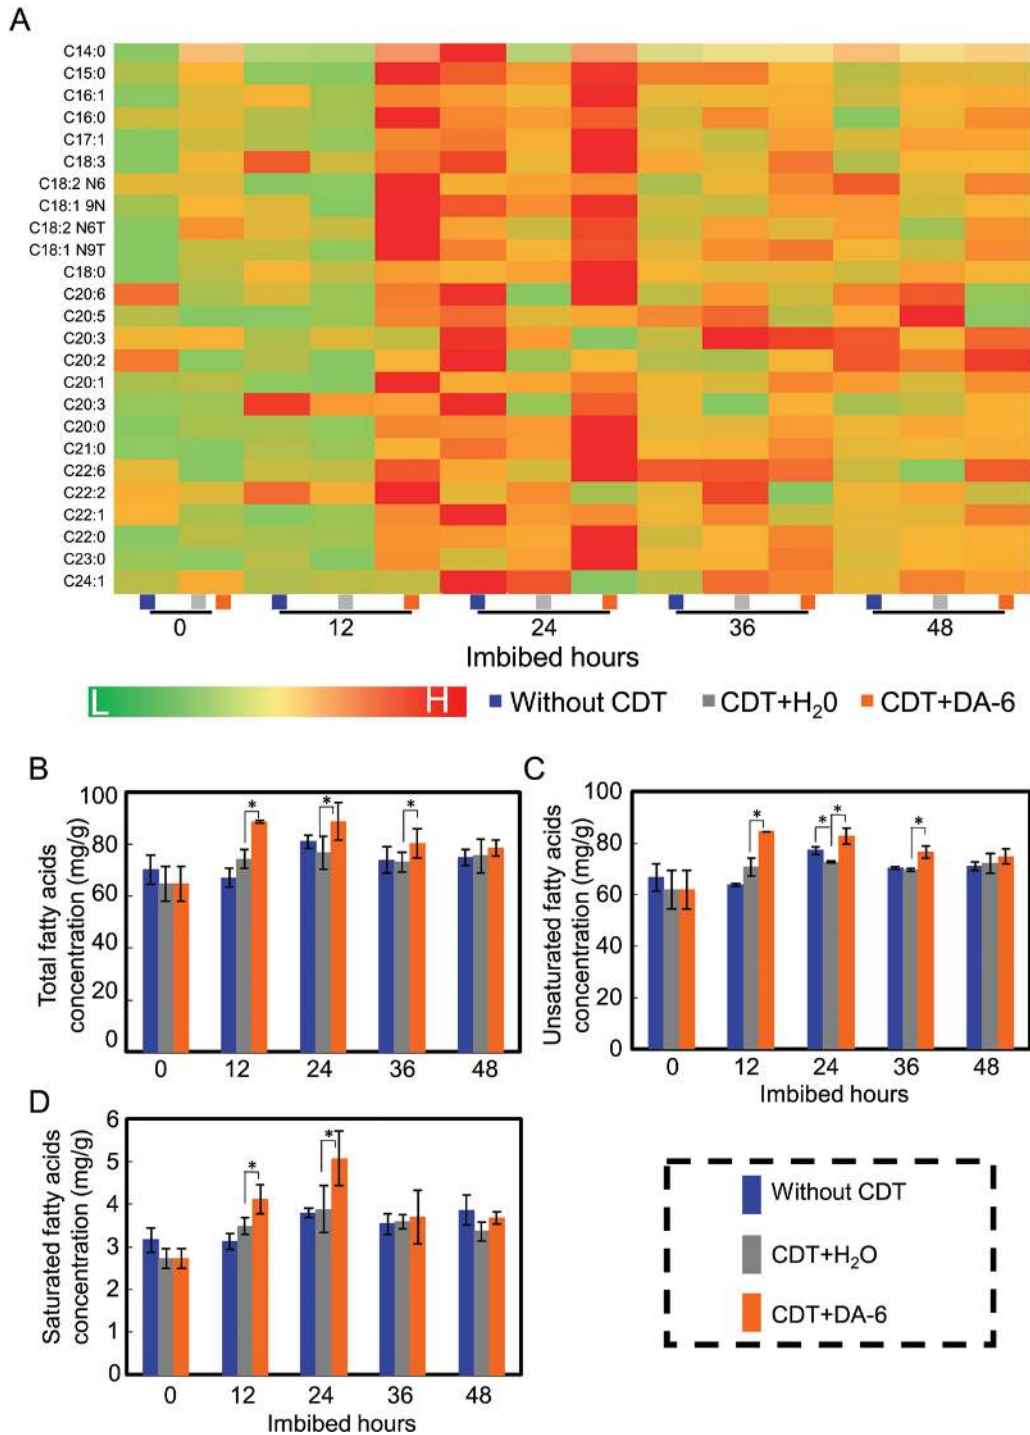 A
C14:0
C15:0
C16:1
C16:0
C17:1
C18:3
C18:2 N6
C18:1 9N
C18:2 N6T
C18:1 N9T
C18:0
C20:6
C20:5
C20:3
C20:2
C20:1
C20:3
C20:0
C21:0
C22:6
C22:2
C22:1
C22:0
C23:0
C24:1
0 12 24 36 48
Imbibed hours
L H Without CDT CDT+H₂0 CDT+DA-6
B
Total fatty acids
concentration (mg/g)
100
80
60
40
20
0
* * *
0 12 24 36 48
C
Unsaturated fatty acids
concentration (mg/g)
100
80
60
40
20
0
* * * *
0 12 24 36 48
Imbibed hours
D
Saturated fatty acids
concentration (mg/g)
6
5
4
3
2
1
0
* *
0 12 24 36 48
Imbibed hours
Without CDT
CDT+H₂O
CDT+DA-6